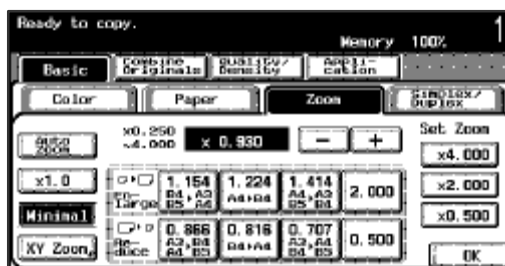 Ready to copy.
1
Memory 100%
Basic
Combine Originals
Quality/ Density
Appli- cation
Color
Paper
Zoom
Simplex/ Duplex
Auto Zoom
x0.250 ~4.000
x 0.930
- +
Set Zoom
x4.000
x1.0
En- large
1.154 B4▸A3 B5▸A4
1.224 A4▸B4
1.414 A4▸A3 B5▸B4
2.000
x2.000
Minimal
x0.500
XY Zoom
Re- duce
0.866 A3▸B4 A4▸B5
0.816 B4▸A4
0.707 A3▸A4 B4▸B5
0.500
OK